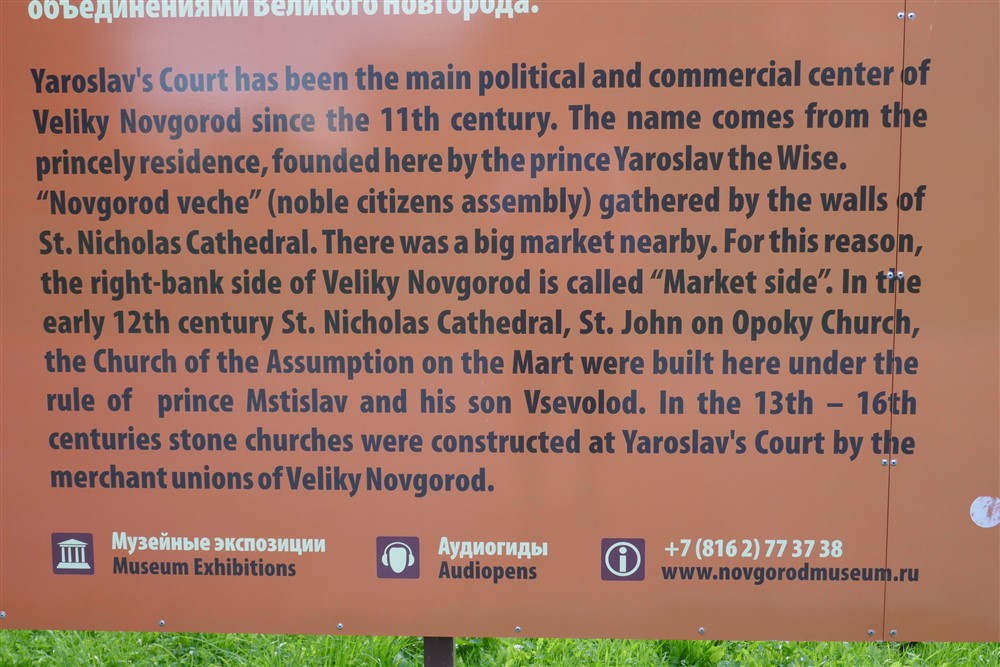 объединениями Великого Новгорода.
Yaroslav's Court has been the main political and commercial center of
Veliky Novgorod since the 11th century. The name comes from the
princely residence, founded here by the prince Yaroslav the Wise.
“Novgorod veche” (noble citizens assembly) gathered by the walls of
St. Nicholas Cathedral. There was a big market nearby. For this reason,
the right-bank side of Veliky Novgorod is called “Market side”. In the
early 12th century St. Nicholas Cathedral, St. John on Opoky Church,
the Church of the Assumption on the Mart were built here under the
rule of prince Mstislav and his son Vsevolod. In the 13th – 16th
centuries stone churches were constructed at Yaroslav's Court by the
merchant unions of Veliky Novgorod.
Музейные экспозиции
Museum Exhibitions
Аудиогиды
Audiopens
+7 (816 2) 77 37 38
www.novgorodmuseum.ru